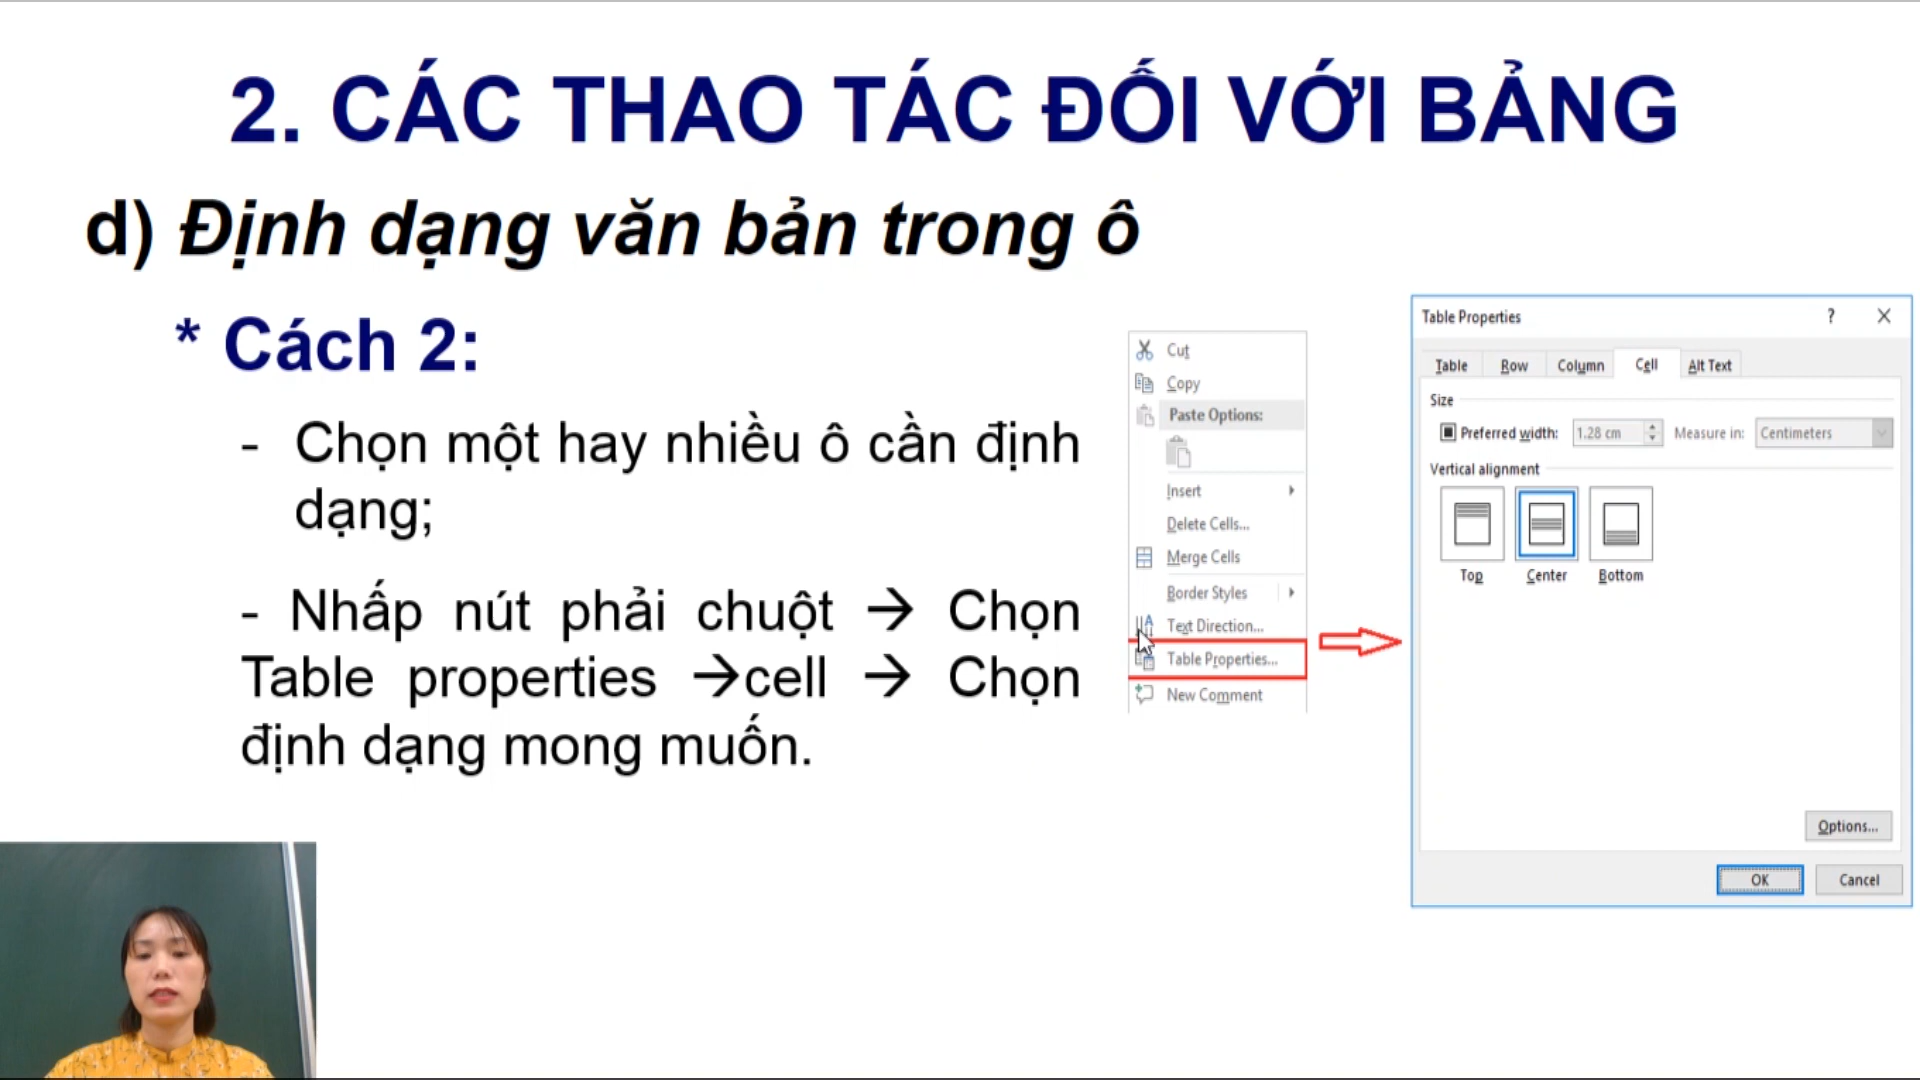 2. CÁC THAO TÁC ĐỐI VỚI BẢNG
d) Định dạng văn bản trong ô
* Cách 2:
- Chọn một hay nhiều ô cần định
dạng;
- Nhấp nút phải chuột → Chọn
Table properties →cell → Chọn
định dạng mong muốn.
Cut
Copy
Paste Options:
Insert
Delete Cells...
Merge Cells
Border Styles
Text Direction...
Table Properties...
New Comment
Table Properties ?
Table Row Column Cell Alt Text
Size
Preferred width: 1.28 cm Measure in: Centimeters
Vertical alignment
Top Center Bottom
Options...
OK Cancel